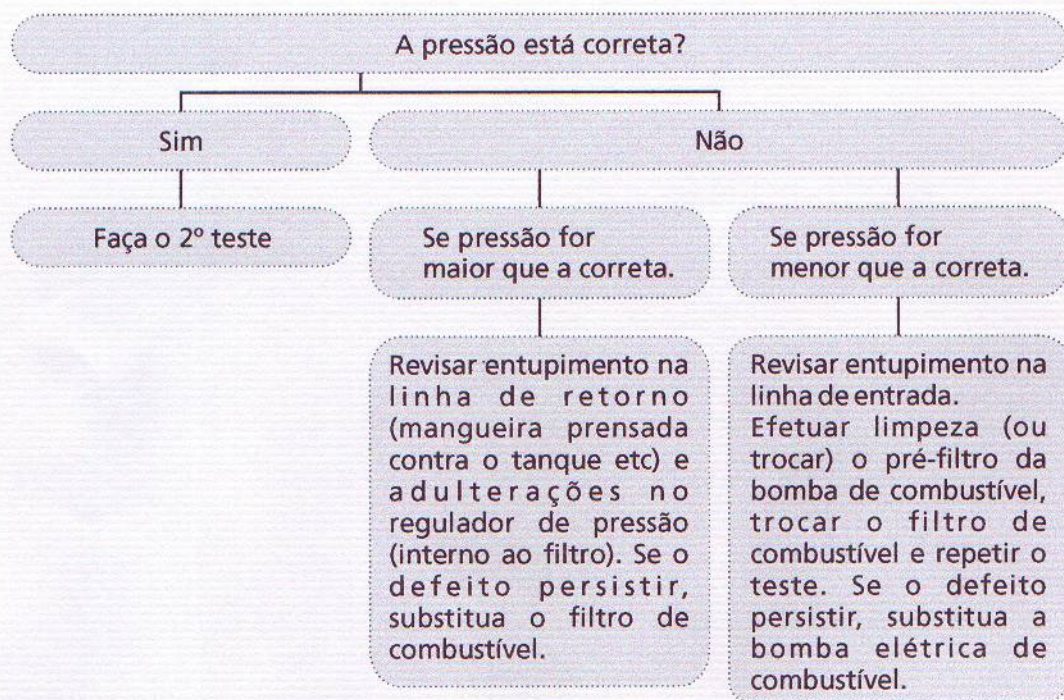 A pressão está correta?
Sim
Não
Faça o 2º teste
Se pressão for
maior que a correta.
Se pressão for
menor que a correta.
Revisar entupimento na
linha de retorno
(mangueira prensada
contra o tanque etc) e
adulterações no
regulador de pressão
(interno ao filtro). Se o
defeito persistir,
substitua o filtro de
combustível.
Revisar entupimento na
linha de entrada.
Efetuar limpeza (ou
trocar) o pré-filtro da
bomba de combustível,
trocar o filtro de
combustível e repetir o
teste. Se o defeito
persistir, substitua a
bomba elétrica de
combustível.